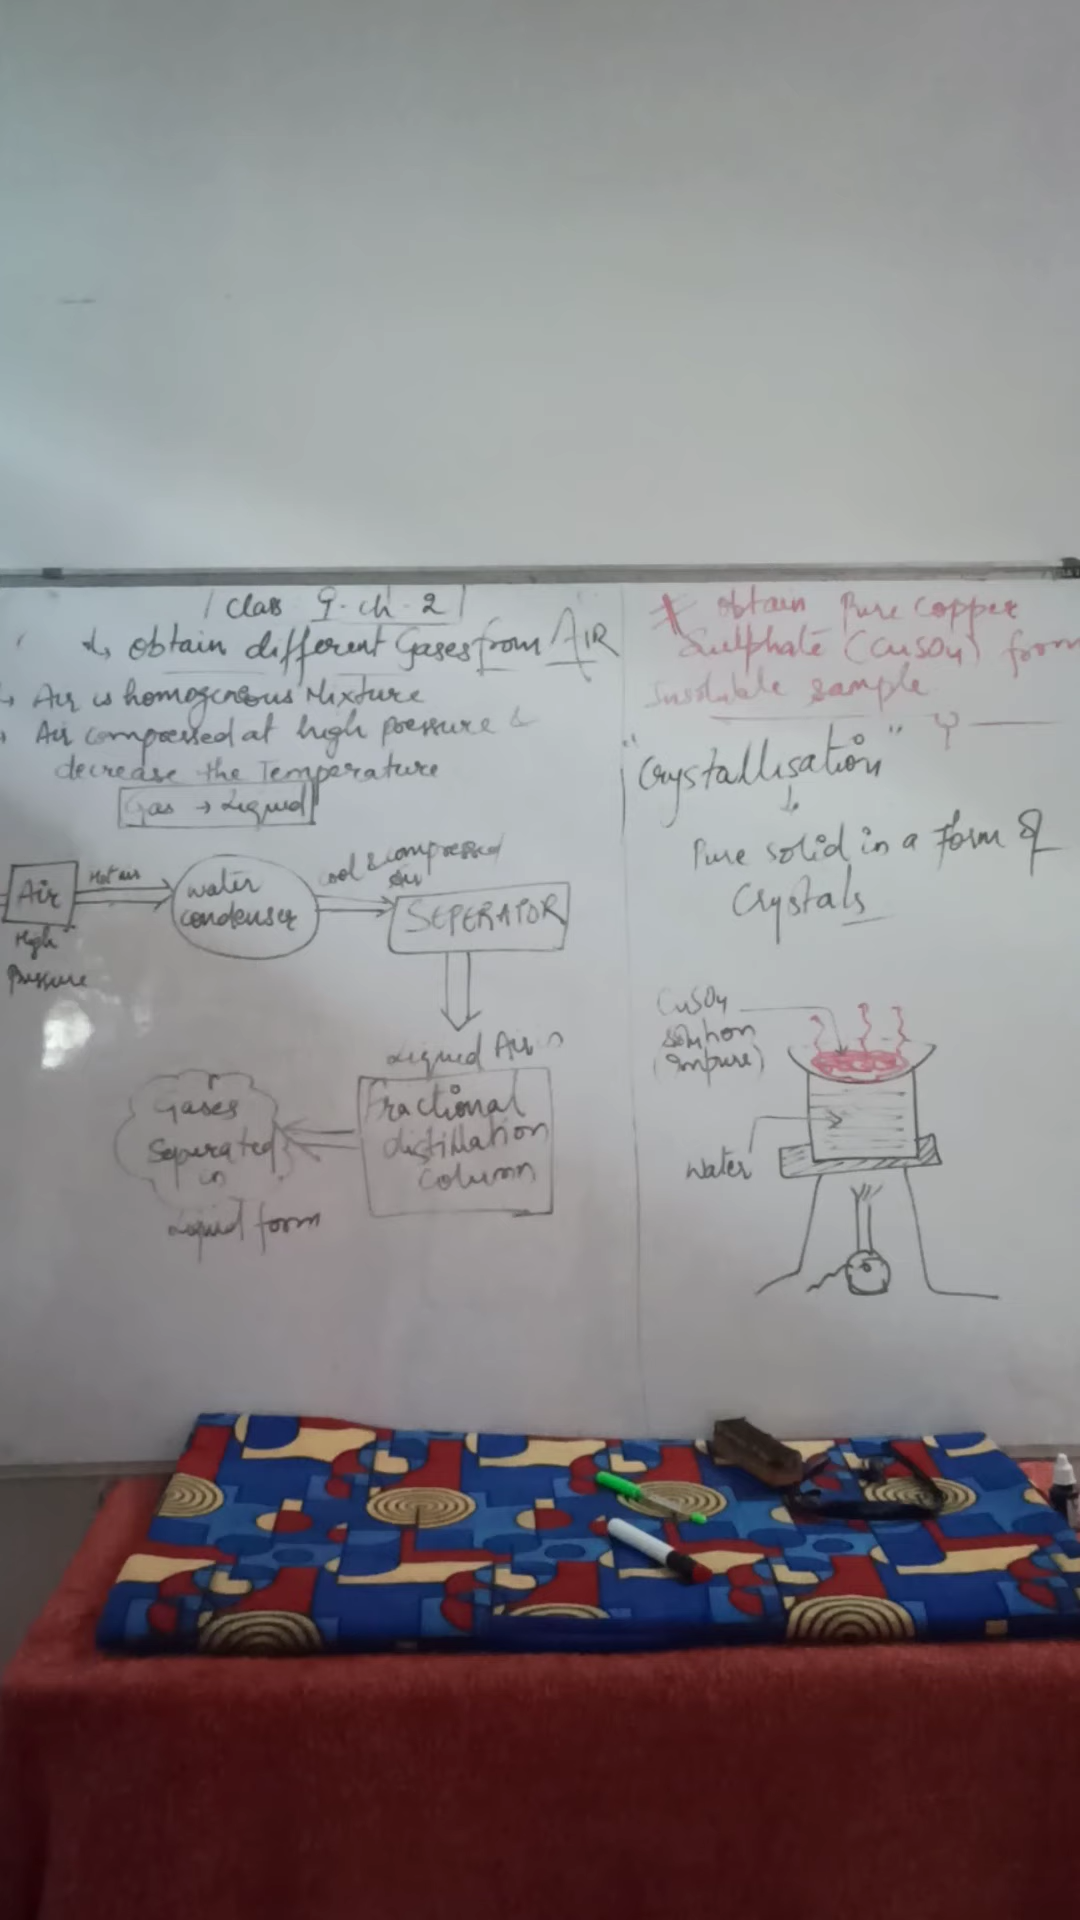 Class 9. ch. 2
↳ obtain different Gases from AIR
→ Air is homogeneous Mixture
→ Air compressed at high pressure &
decrease the Temperature
Gas → Liquid
Air
High
Pressure
Hot air
water
condenser
cool & compressed
Air
SEPERATOR
Liquid Air
Fractional
distillation
column
Gases
Separated
in
Liquid form
* obtain Pure Copper
Sulphate (CuSO4) from
Insoluble sample
"Crystallisation"
↓
Pure solid in a form of
Crystals
CuSO4
solution
(Impure)
Water